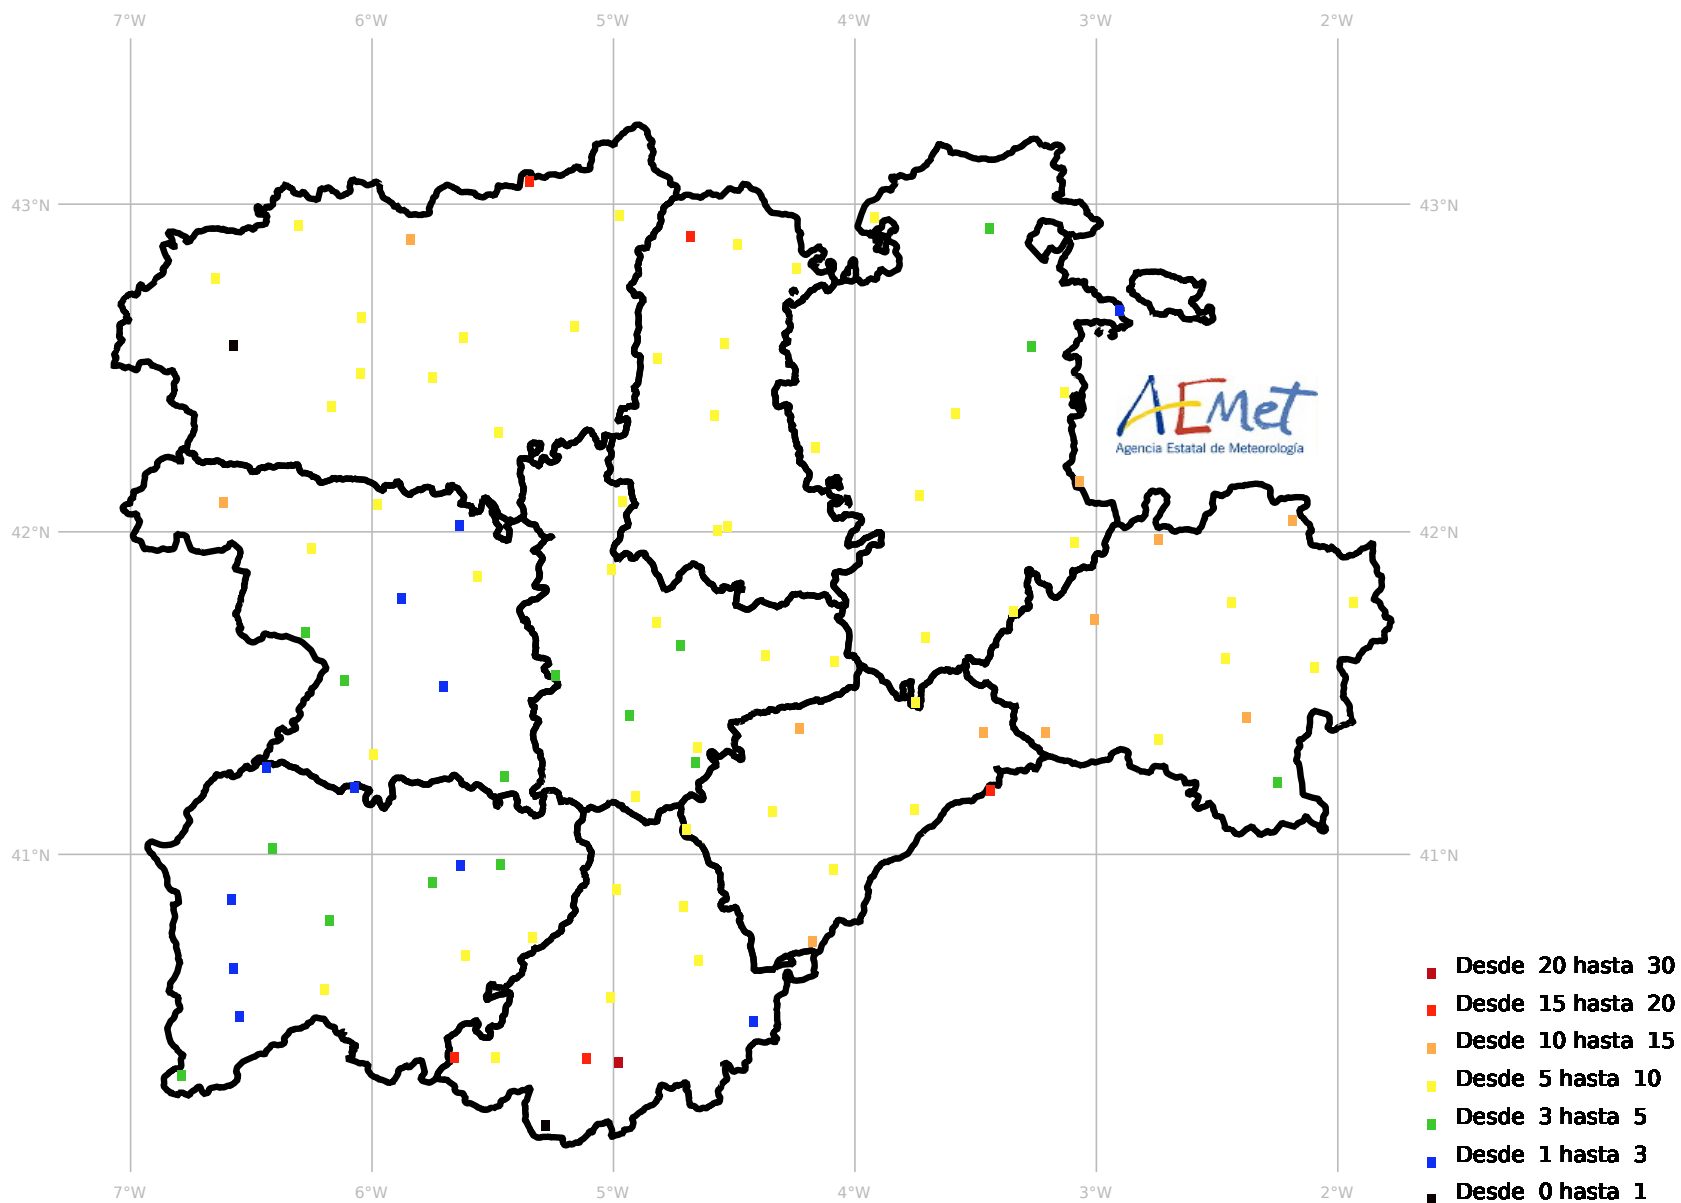 7°W 6°W 5°W 4°W 3°W 2°W
43°N 43°N
AEMet
Agencia Estatal de Meteorología
42°N 42°N
41°N 41°N
Desde 20 hasta 30
Desde 15 hasta 20
Desde 10 hasta 15
Desde 5 hasta 10
Desde 3 hasta 5
Desde 1 hasta 3
Desde 0 hasta 1
7°W 6°W 5°W 4°W 3°W 2°W